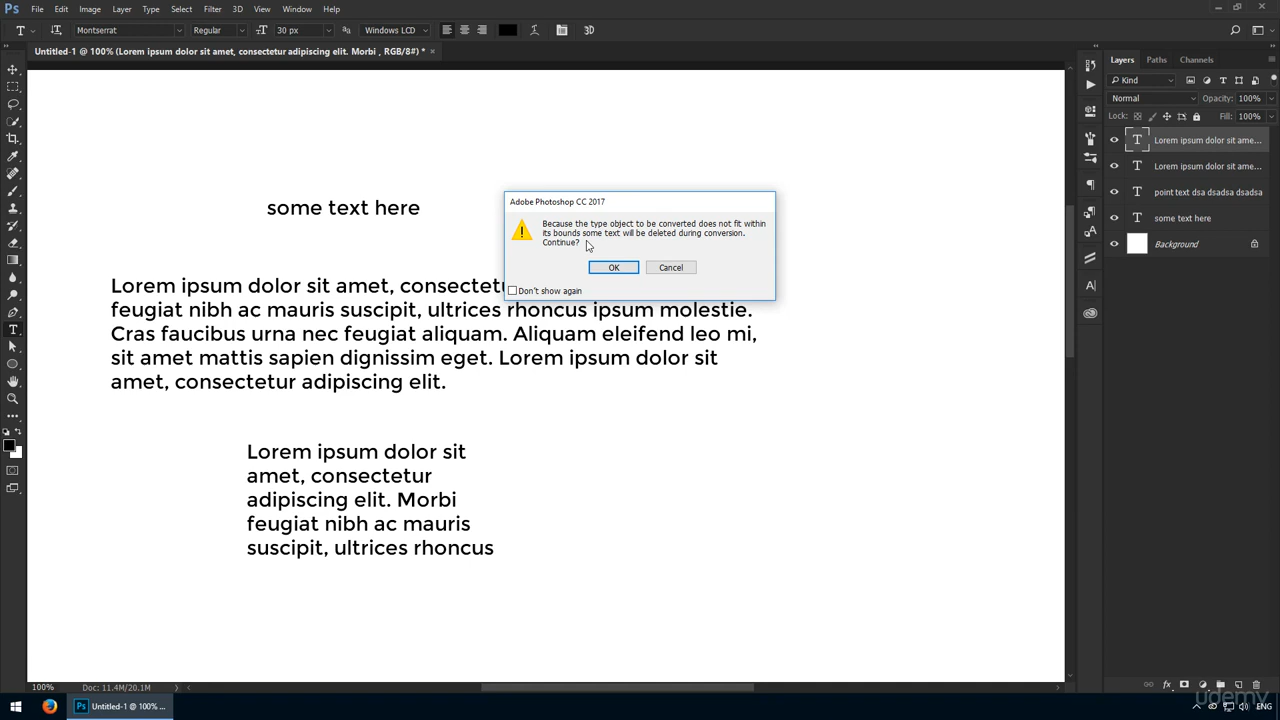 Ps File Edit Image Layer Type Select Filter 3D View Window Help
T Montserrat Regular 30 px Windows LCD 3D
Untitled-1 @ 100% (Lorem ipsum dolor sit amet, consectetur adipiscing elit. Morbi , RGB/8#) * ×
Layers Paths Channels
Kind
Normal Opacity: 100%
Lock: Fill: 100%
T Lorem ipsum dolor sit ame...
T Lorem ipsum dolor sit ame...
T point text dsa dsadsa dsadsa
T some text here
Background
some text here
Adobe Photoshop CC 2017
Because the type object to be converted does not fit within
its bounds some text will be deleted during conversion.
Continue?
OK Cancel
Don't show again
Lorem ipsum dolor sit amet, consectetu
feugiat nibh ac mauris suscipit, ultrices rhoncus ipsum molestie.
Cras faucibus urna nec feugiat aliquam. Aliquam eleifend leo mi,
sit amet mattis sapien dignissim eget. Lorem ipsum dolor sit
amet, consectetur adipiscing elit.
Lorem ipsum dolor sit
amet, consectetur
adipiscing elit. Morbi
feugiat nibh ac mauris
suscipit, ultrices rhoncus
100% Doc: 11.4M/20.1M
Ps Untitled-1 @ 100% ...
ENG
udemy